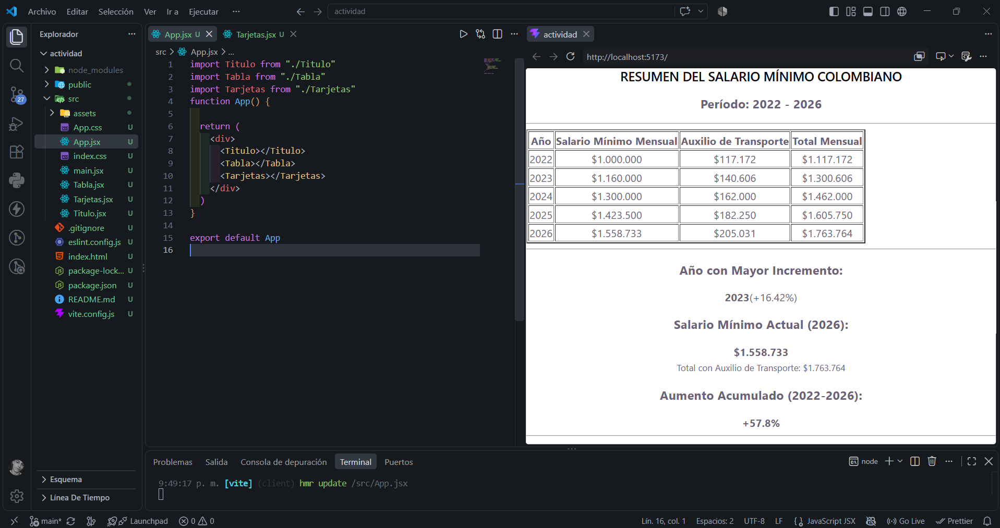 Archivo Editar Selección Ver Ir a Ejecutar ··· actividad
Explorador ···
actividad
node_modules
public
src
assets
App.css U
App.jsx U
index.css U
main.jsx U
Tabla.jsx U
Tarjetas.jsx U
Titulo.jsx U
.gitignore U
eslint.config.js U
index.html U
package-lock... U
package.json U
README.md U
vite.config.js U
Esquema
Línea De Tiempo
27
App.jsx U
Tarjetas.jsx U
src > App.jsx > ...
1 import Titulo from "./Titulo"
2 import Tabla from "./Tabla"
3 import Tarjetas from "./Tarjetas"
4 function App() {
5
6 return (
7 <div>
8 <Titulo></Titulo>
9 <Tabla></Tabla>
10 <Tarjetas></Tarjetas>
11 </div>
12 )
13 }
14
15 export default App
16
actividad
http://localhost:5173/
RESUMEN DEL SALARIO MÍNIMO COLOMBIANO
Período: 2022 - 2026
Año Salario Mínimo Mensual Auxilio de Transporte Total Mensual
2022 $1.000.000 $117.172 $1.117.172
2023 $1.160.000 $140.606 $1.300.606
2024 $1.300.000 $162.000 $1.462.000
2025 $1.423.500 $182.250 $1.605.750
2026 $1.558.733 $205.031 $1.763.764
Año con Mayor Incremento:
2023(+16.42%)
Salario Mínimo Actual (2026):
$1.558.733
Total con Auxilio de Transporte: $1.763.764
Aumento Acumulado (2022-2026):
+57.8%
Problemas Salida Consola de depuración Terminal Puertos node
9:49:17 p. m. [vite] (client) hmr update /src/App.jsx
main* Launchpad 0 0 Lín. 16, col. 1 Espacios: 2 UTF-8 LF JavaScript JSX Go Live Prettier